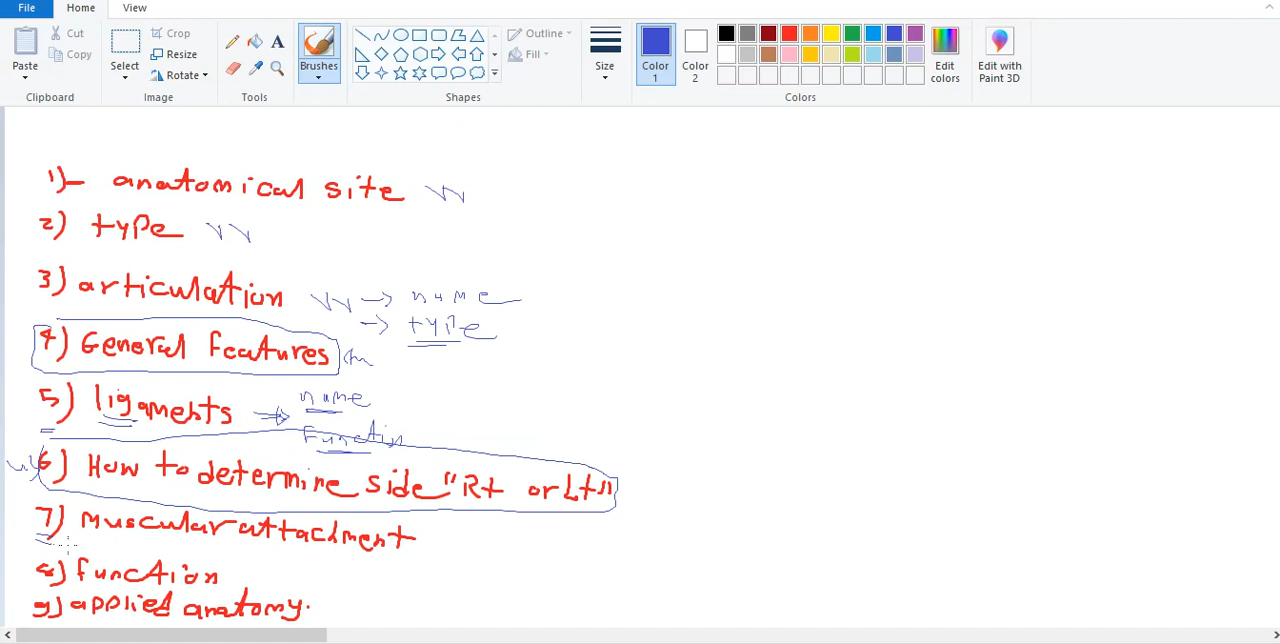 File Home View
Paste
Cut
Copy
Clipboard
Select
Crop
Resize
Rotate
Image
A
Tools
Brushes
Outline
Fill
Shapes
Size
Color 1
Color 2
Edit colors
Edit with Paint 3D
Colors
1)- anatomical site
2) type
3) articulation → name
→ type
4) General features
5) ligaments → name
Functin
6) How to determine side "Rt or Lt"
7) Muscular attachment
8) function
9) applied anatomy.